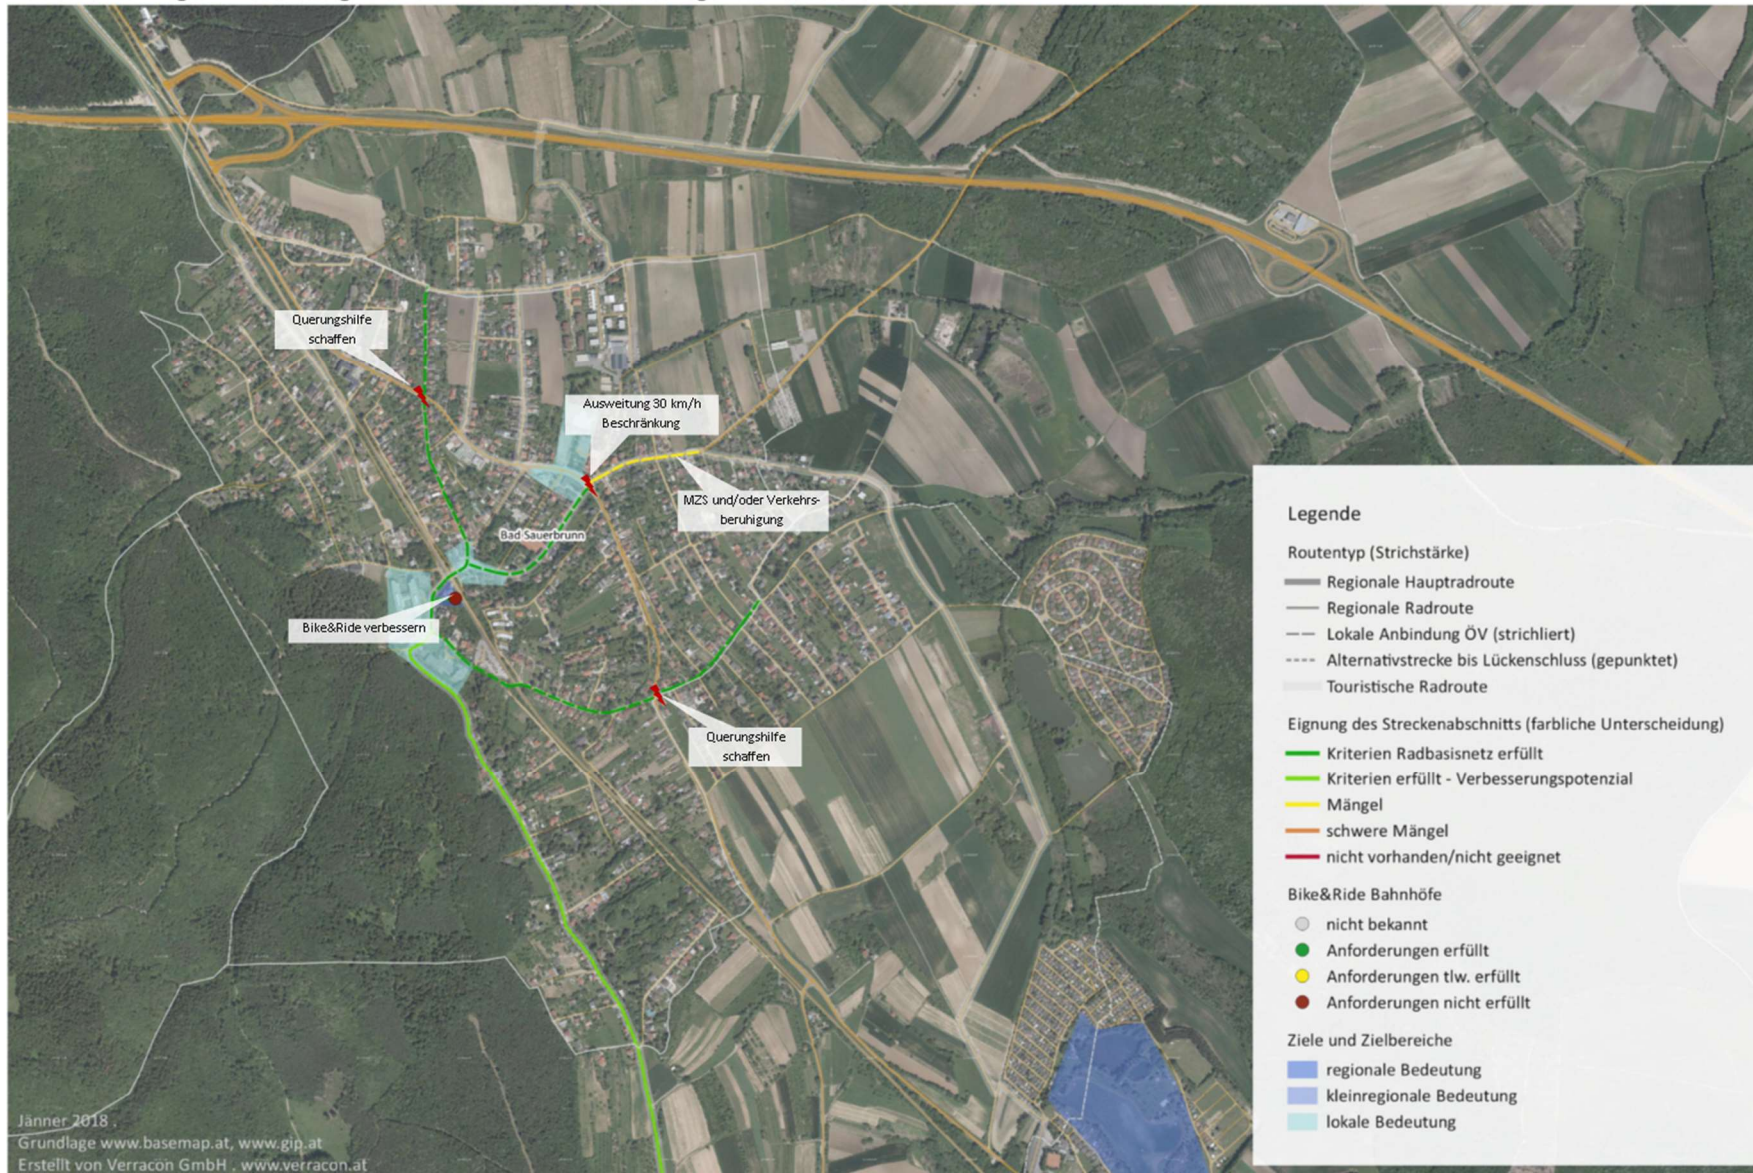 Querungshilfe
schaffen
Ausweitung 30 km/h
Beschränkung
MZS und/oder Verkehrs-
beruhigung
Bad Sauerbrunn
Bike&Ride verbessern
Querungshilfe
schaffen
Legende
Routentyp (Strichstärke)
Regionale Hauptradroute
Regionale Radroute
Lokale Anbindung ÖV (strichliert)
Alternativstrecke bis Lückenschluss (gepunktet)
Touristische Radroute
Eignung des Streckenabschnitts (farbliche Unterscheidung)
Kriterien Radbasisnetz erfüllt
Kriterien erfüllt - Verbesserungspotenzial
Mängel
schwere Mängel
nicht vorhanden/nicht geeignet
Bike&Ride Bahnhöfe
nicht bekannt
Anforderungen erfüllt
Anforderungen tlw. erfüllt
Anforderungen nicht erfüllt
Ziele und Zielbereiche
regionale Bedeutung
kleinregionale Bedeutung
lokale Bedeutung
Jänner 2018 .
Grundlage www.basemap.at, www.gip.at
Erstellt von Verracon GmbH . www.verracon.at